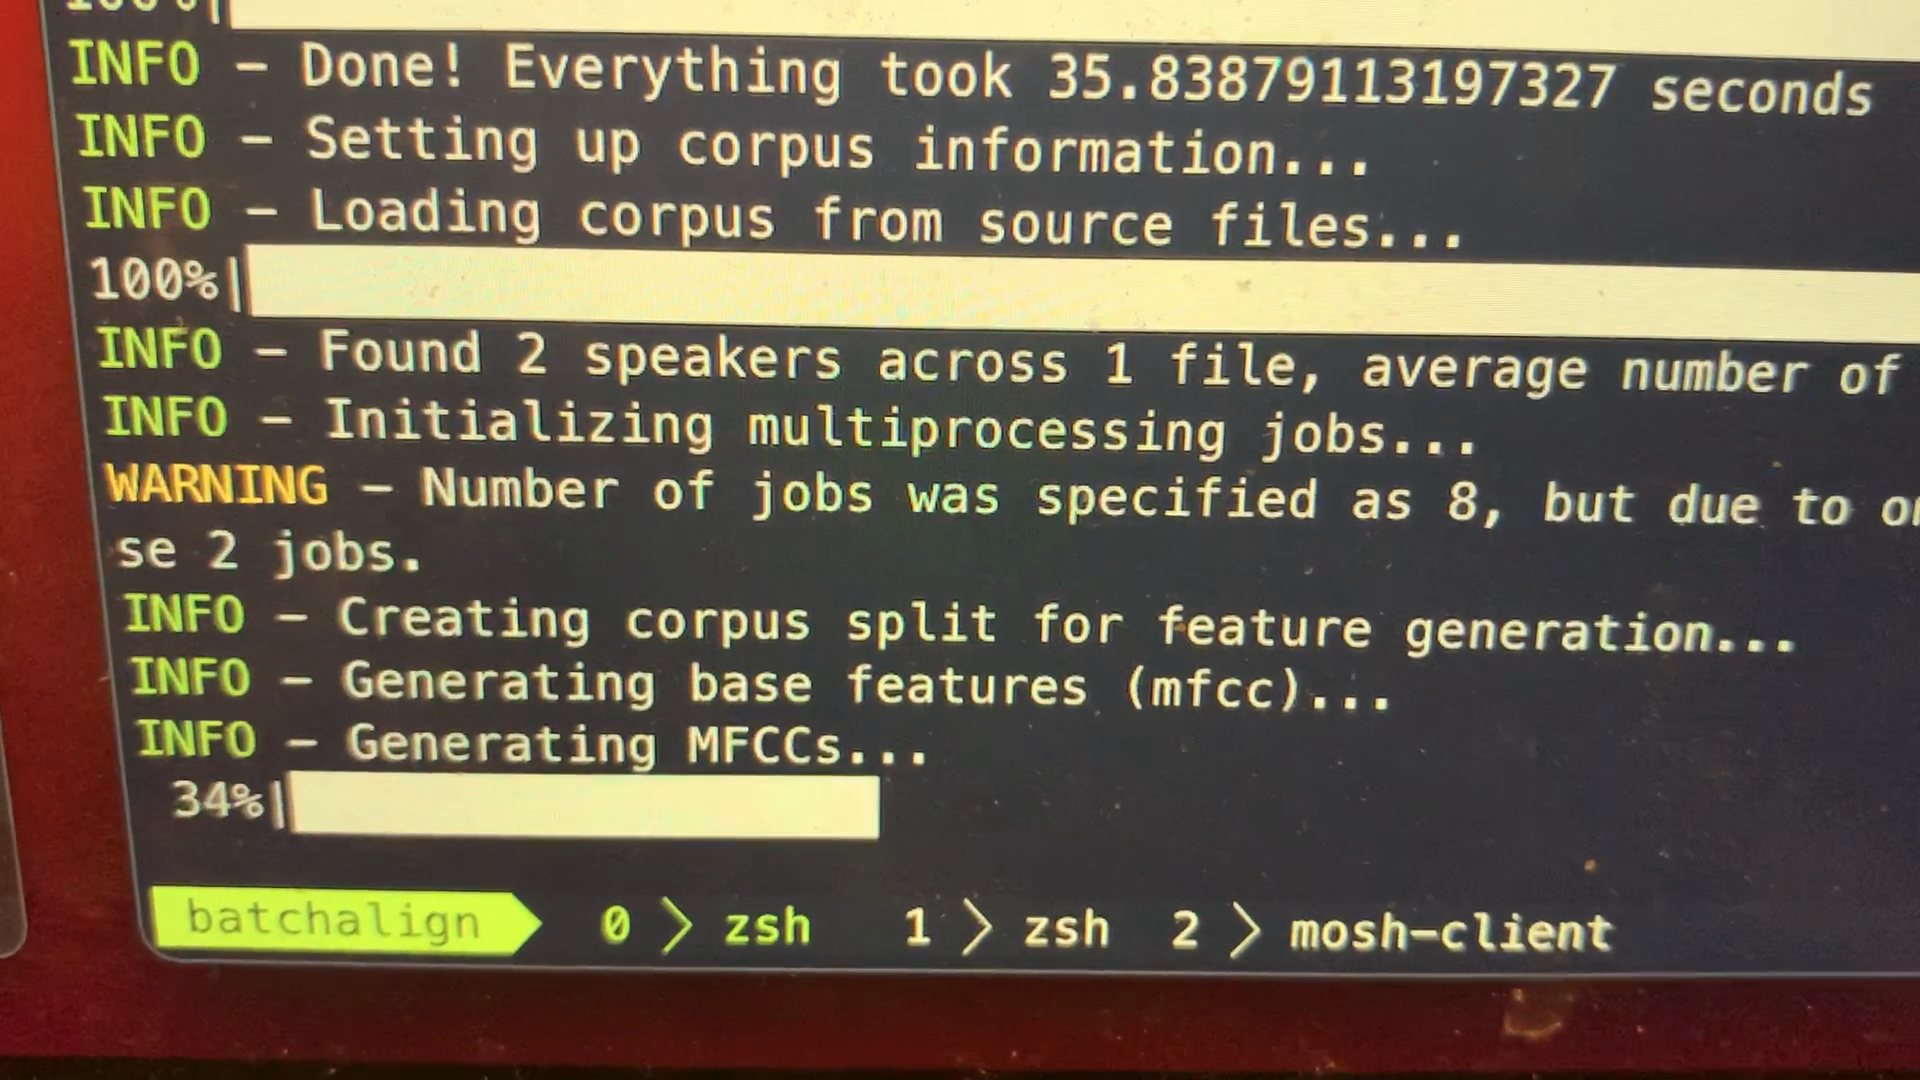 100%|
INFO – Done! Everything took 35.83879113197327 seconds
INFO – Setting up corpus information...
INFO – Loading corpus from source files...
100%|
INFO – Found 2 speakers across 1 file, average number of
INFO – Initializing multiprocessing jobs...
WARNING – Number of jobs was specified as 8, but due to
se 2 jobs.
INFO – Creating corpus split for feature generation...
INFO – Generating base features (mfcc)...
INFO – Generating MFCCs...
34%|
batchalign 0 > zsh 1 > zsh 2 > mosh-client